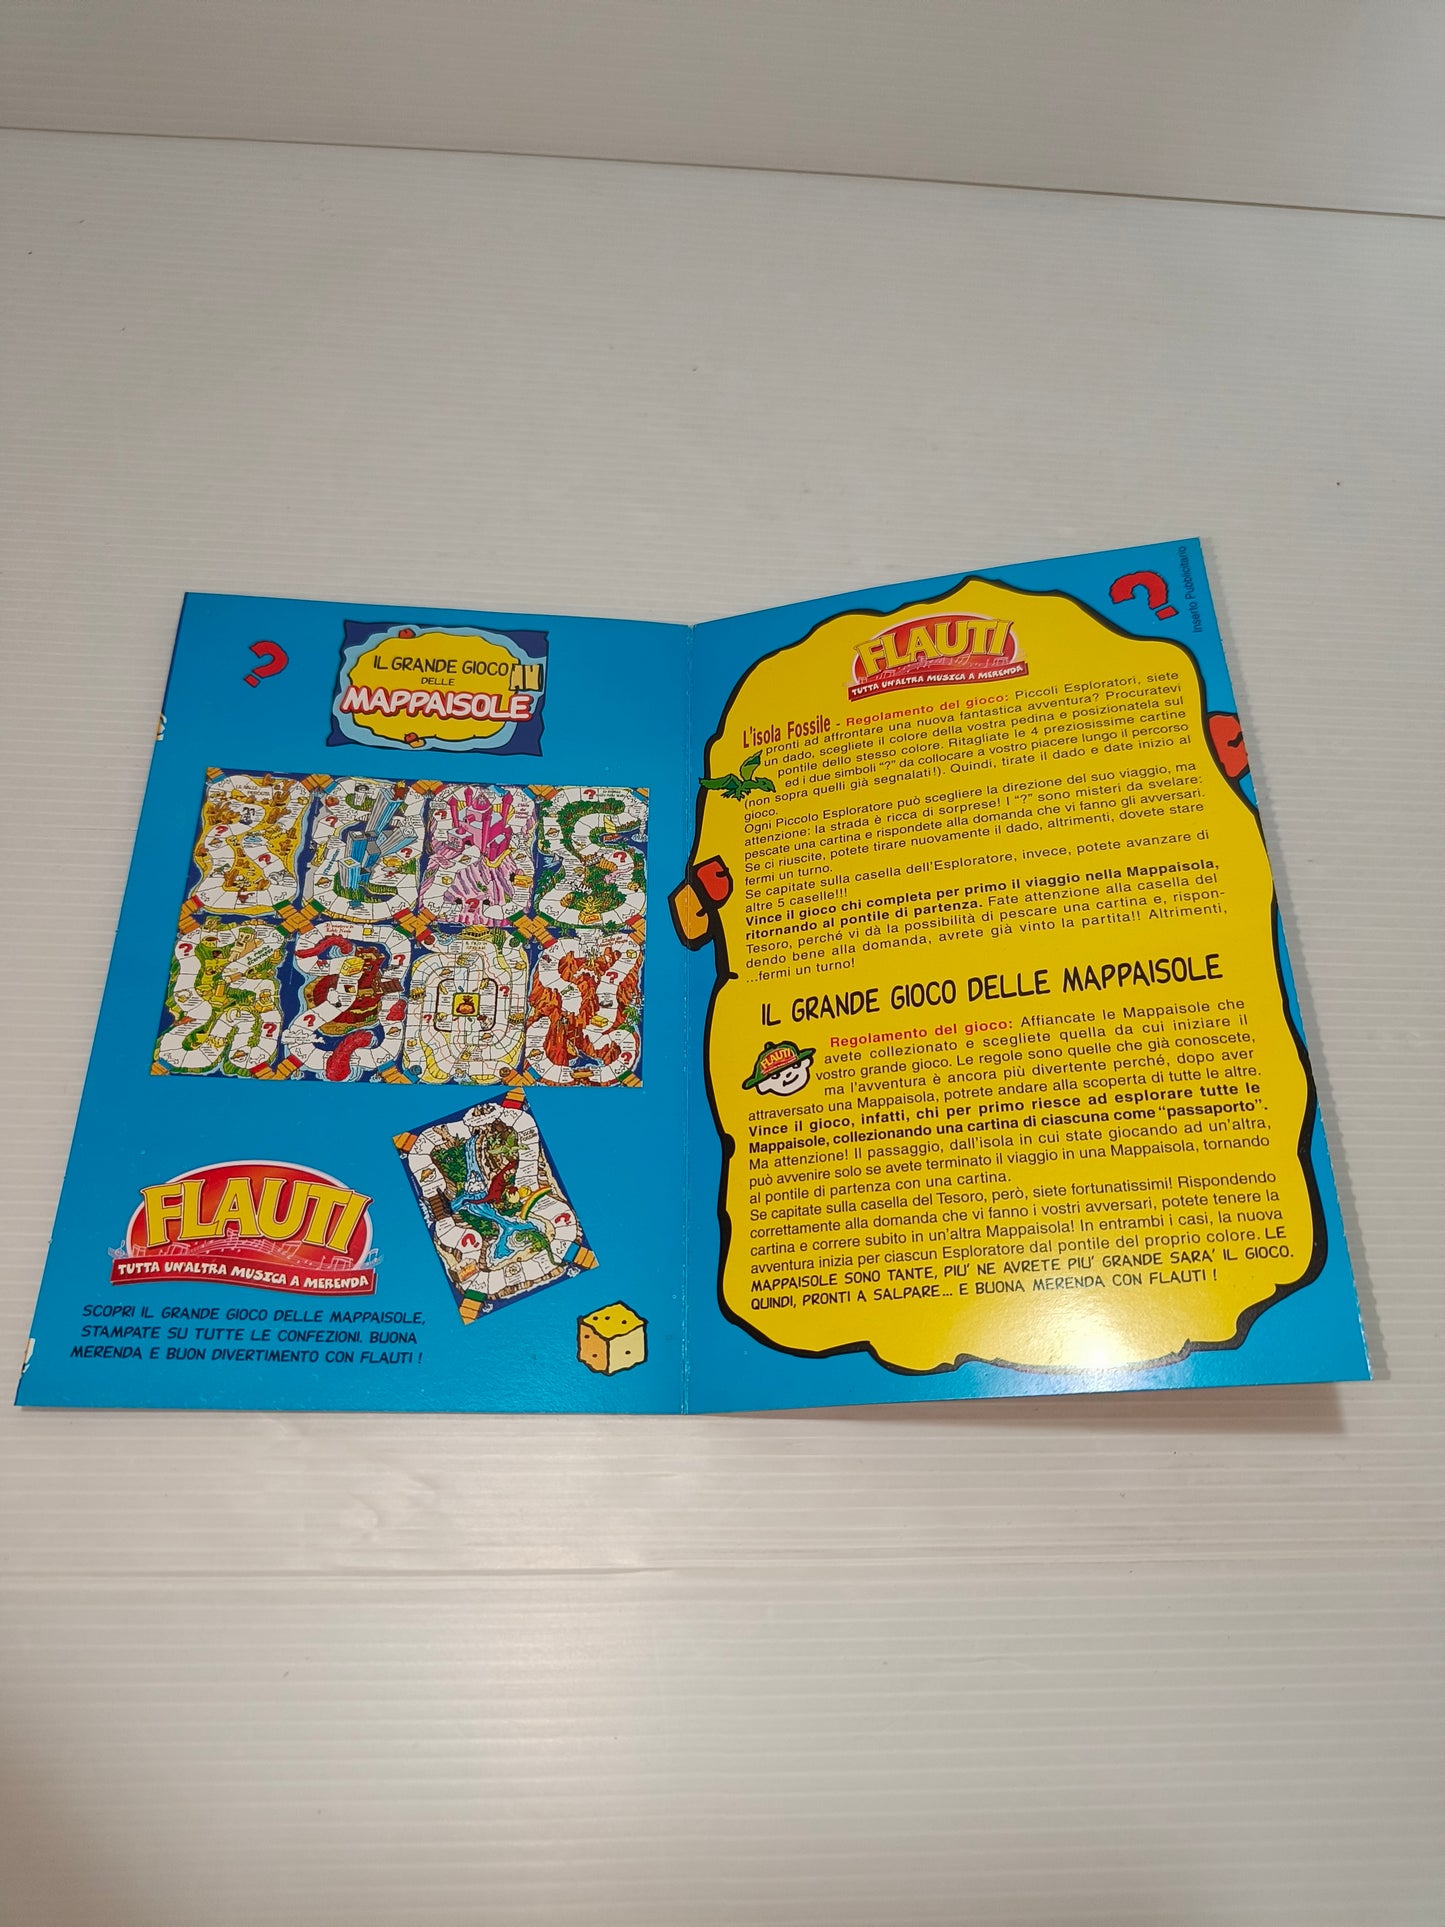 IL GRANDE GIOCO
DELLE
MAPPAISOLE
FLAUTI
TUTTA UN'ALTRA MUSICA A MERENDA
SCOPRI IL GRANDE GIOCO DELLE MAPPAISOLE,
STAMPATE SU TUTTE LE CONFEZIONI. BUONA
MERENDA E BUON DIVERTIMENTO CON FLAUTI !
Inserto Pubblicitario
FLAUTI
TUTTA UN'ALTRA MUSICA A MERENDA
L'isola Fossile - Regolamento del gioco: Piccoli Esploratori, siete
pronti ad affrontare una nuova fantastica avventura? Procuratevi
un dado, scegliete il colore della vostra pedina e posizionatela sul
pontile dello stesso colore. Ritagliate le 4 preziosissime cartine
ed i due simboli “?” da collocare a vostro piacere lungo il percorso
(non sopra quelli già segnalati!). Quindi, tirate il dado e date inizio al
gioco.
Ogni Piccolo Esploratore può scegliere la direzione del suo viaggio, ma
attenzione: la strada è ricca di sorprese! I “?” sono misteri da svelare:
pescate una cartina e rispondete alla domanda che vi fanno gli avversari.
Se ci riuscite, potete tirare nuovamente il dado, altrimenti, dovete stare
fermi un turno.
Se capitate sulla casella dell'Esploratore, invece, potete avanzare di
altre 5 caselle!!!
Vince il gioco chi completa per primo il viaggio nella Mappaisola,
ritornando al pontile di partenza. Fate attenzione alla casella del
Tesoro, perché vi dà la possibilità di pescare una cartina e, rispon-
dendo bene alla domanda, avrete già vinto la partita!! Altrimenti,
...fermi un turno!
IL GRANDE GIOCO DELLE MAPPAISOLE
FLAUTI
Regolamento del gioco: Affiancate le Mappaisole che
avete collezionato e scegliete quella da cui iniziare il
vostro grande gioco. Le regole sono quelle che già conoscete,
ma l'avventura è ancora più divertente perché, dopo aver
attraversato una Mappaisola, potrete andare alla scoperta di tutte le altre.
Vince il gioco, infatti, chi per primo riesce ad esplorare tutte le
Mappaisole, collezionando una cartina di ciascuna come “passaporto”.
Ma attenzione! Il passaggio, dall'isola in cui state giocando ad un'altra,
può avvenire solo se avete terminato il viaggio in una Mappaisola, tornando
al pontile di partenza con una cartina.
Se capitate sulla casella del Tesoro, però, siete fortunatissimi! Rispondendo
correttamente alla domanda che vi fanno i vostri avversari, potete tenere la
cartina e correre subito in un'altra Mappaisola! In entrambi i casi, la nuova
avventura inizia per ciascun Esploratore dal pontile del proprio colore. LE
MAPPAISOLE SONO TANTE, PIU' NE AVRETE PIU' GRANDE SARA' IL GIOCO.
QUINDI, PRONTI A SALPARE... E BUONA MERENDA CON FLAUTI !